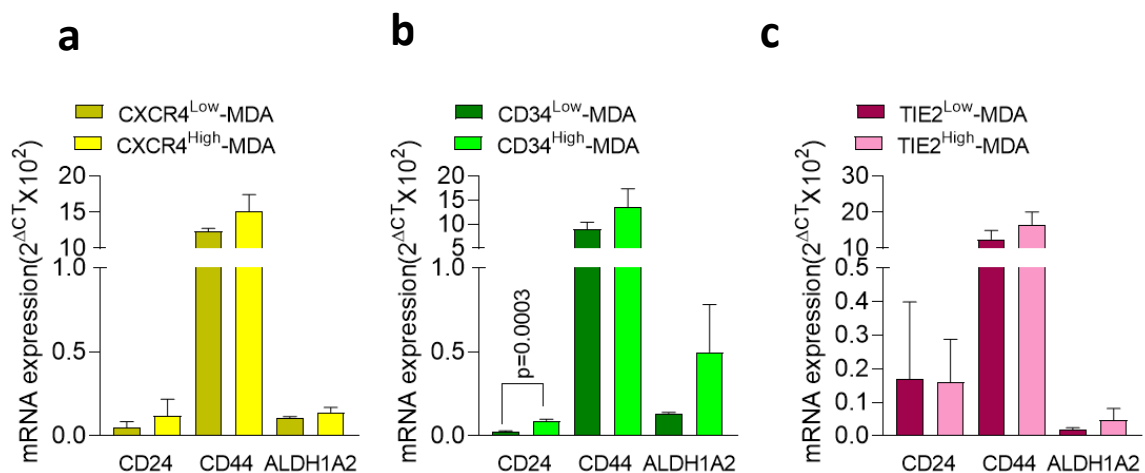 a
CXCR4Low-MDA
CXCR4High-MDA
mRNA expression(2ΔCTX10²)
20
15
10
1.0
0.5
0.0
CD24 CD44 ALDH1A2
b
CD34Low-MDA
CD34High-MDA
mRNA expression(2ΔCTX10²)
20
15
10
5
1.0
0.5
0.0
p=0.0003
CD24 CD44 ALDH1A2
c
TIE2Low-MDA
TIE2High-MDA
mRNA expression(2ΔCTX10²)
30
20
10
0.5
0.4
0.3
0.2
0.1
0.0
CD24 CD44 ALDH1A2